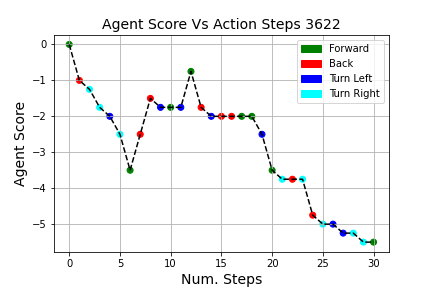 Agent Score Vs Action Steps 3622
Agent Score
0
−1
−2
−3
−4
−5
Forward
Back
Turn Left
Turn Right
0 5 10 15 20 25 30
Num. Steps